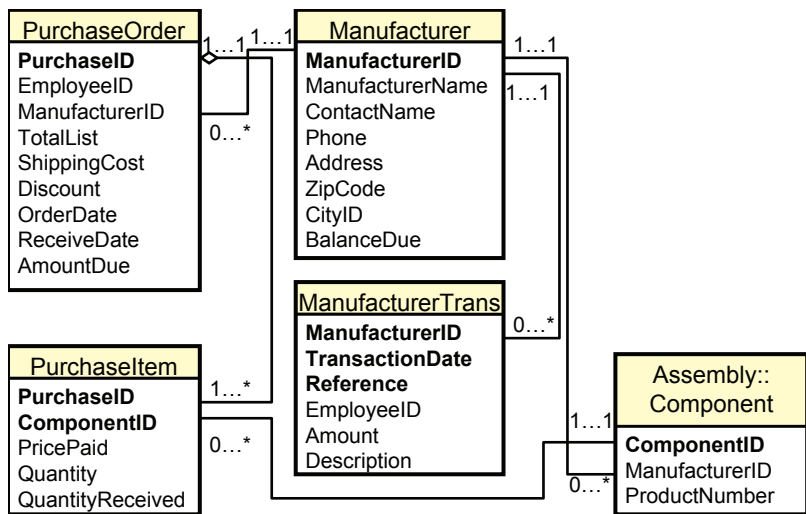 PurchaseOrder
PurchaseID
EmployeeID
ManufacturerID
TotalList
ShippingCost
Discount
OrderDate
ReceiveDate
AmountDue
1…1
1…1
0…*
Manufacturer
ManufacturerID
ManufacturerName
ContactName
Phone
Address
ZipCode
CityID
BalanceDue
1…1
1…1
ManufacturerTrans
ManufacturerID
TransactionDate
Reference
EmployeeID
Amount
Description
0…*
PurchaseItem
PurchaseID
ComponentID
PricePaid
Quantity
QuantityReceived
1…*
0…*
Assembly::
Component
ComponentID
ManufacturerID
ProductNumber
1…1
0…*